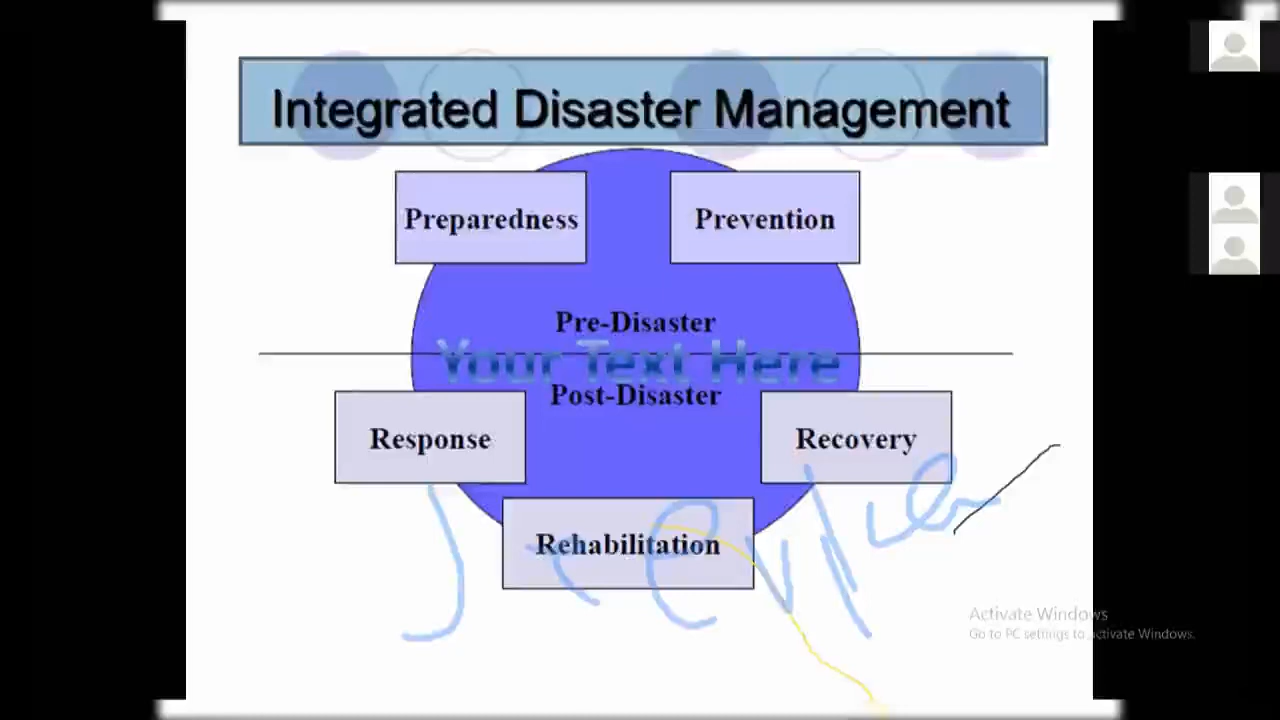 Integrated Disaster Management
Preparedness
Prevention
Pre-Disaster
Your Text Here
Post-Disaster
Response
Recovery
Rehabilitation
Activate Windows
Go to PC settings to activate Windows.